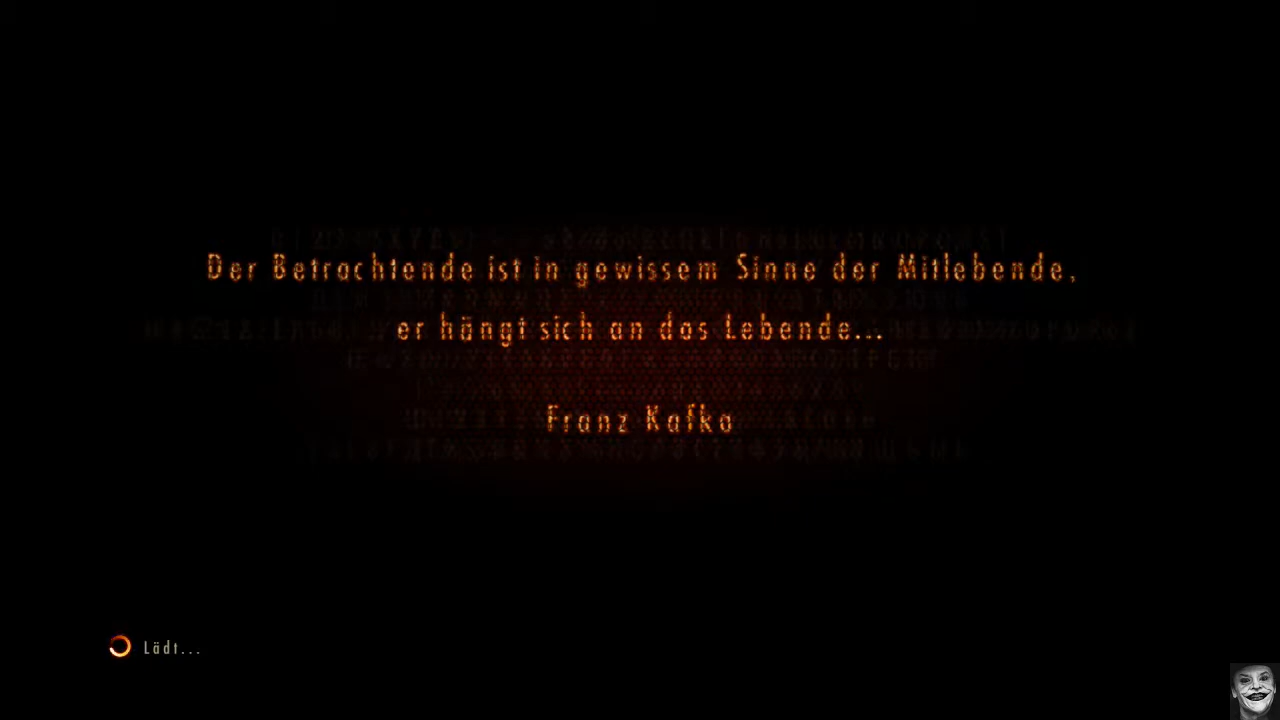 Der Betrachtende ist in gewissem Sinne der Mitlebende,
er hängt sich an das Lebende...
Franz Kafka
Lädt...